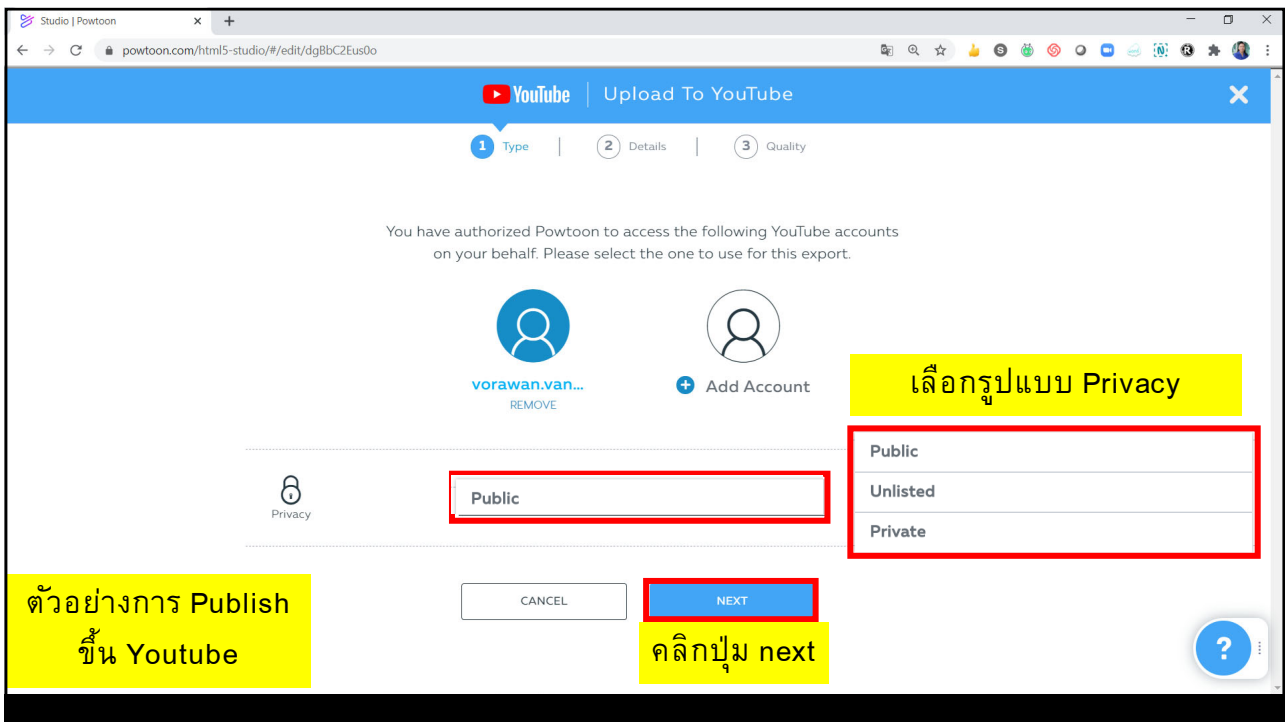 Studio | Powtoon
powtoon.com/html5-studio/#/edit/dgBbC2Eus0o
YouTube Upload To YouTube
1 Type 2 Details 3 Quality
You have authorized Powtoon to access the following YouTube accounts
on your behalf. Please select the one to use for this export.
vorawan.van...
REMOVE
Add Account
เลือกรูปแบบ Privacy
Privacy
Public
Public
Unlisted
Private
CANCEL
NEXT
ตัวอย่างการ Publish
ขึ้น Youtube
คลิกปุ่ม next
?